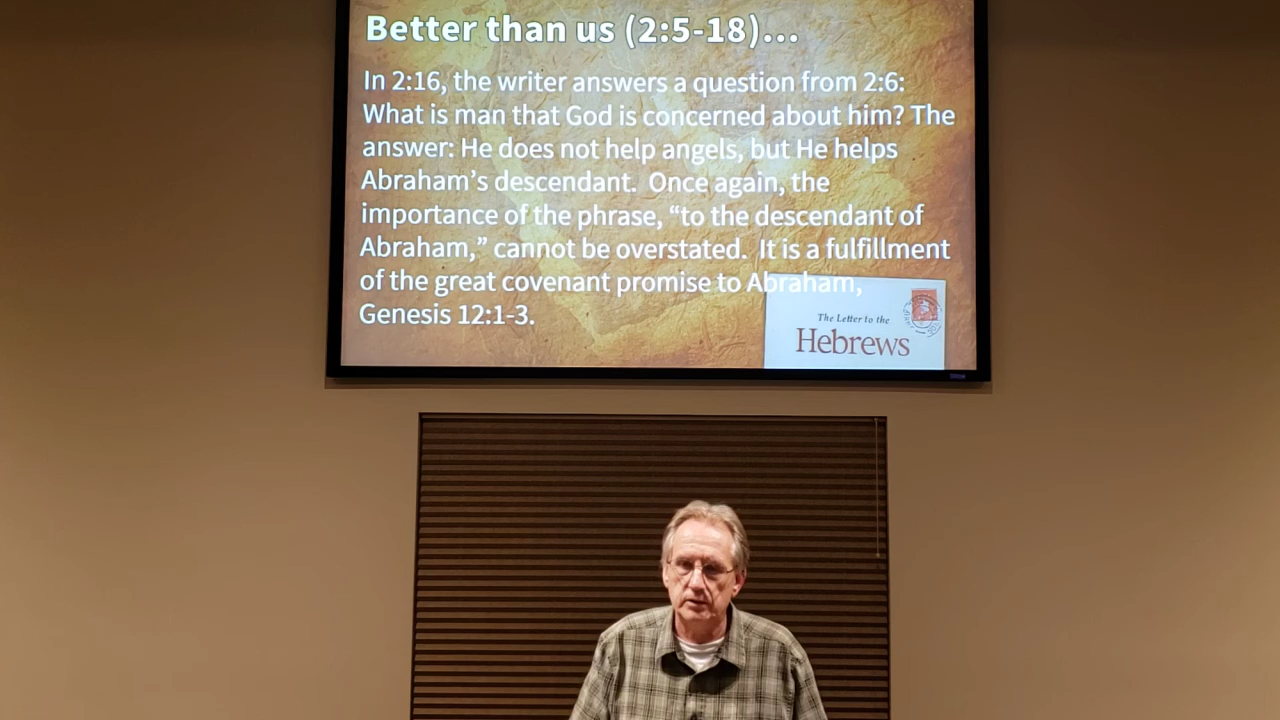 Better than us (2:5-18)...
In 2:16, the writer answers a question from 2:6:
What is man that God is concerned about him? The
answer: He does not help angels, but He helps
Abraham’s descendant.  Once again, the
importance of the phrase, “to the descendant of
Abraham,” cannot be overstated.  It is a fulfillment
of the great covenant promise to Abraham,
Genesis 12:1-3.
The Letter to the
Hebrews